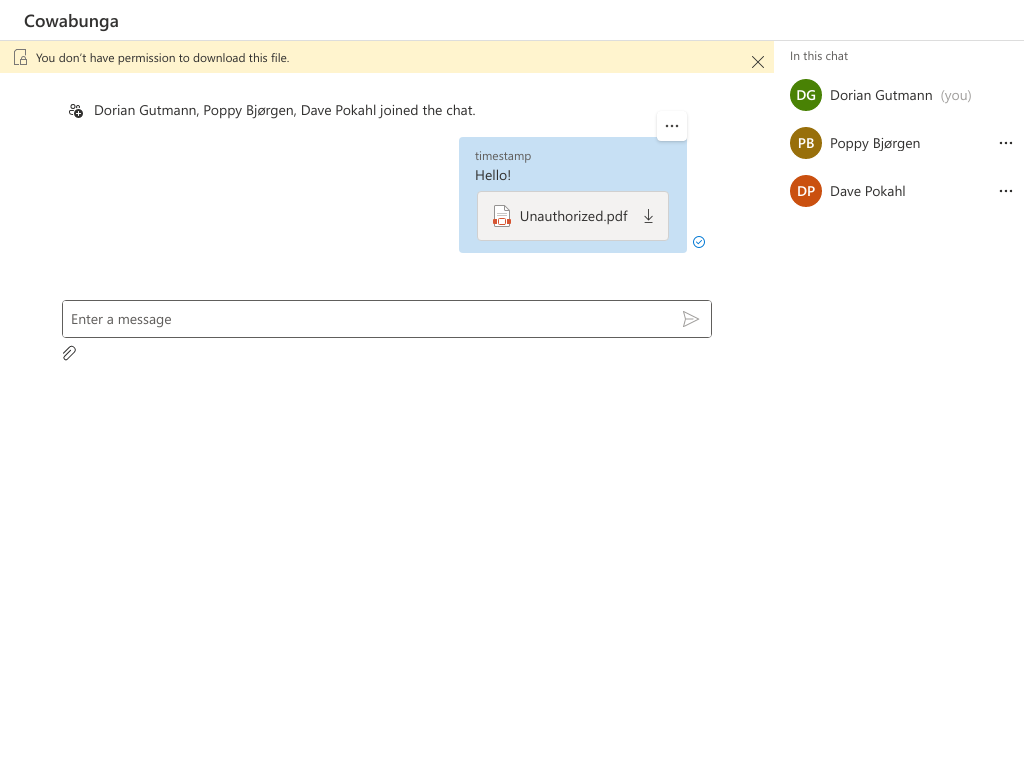 Cowabunga
You don't have permission to download this file.
Dorian Gutmann, Poppy Bjørgen, Dave Pokahl joined the chat.
timestamp
Hello!
Unauthorized.pdf
Enter a message
In this chat
DG Dorian Gutmann (you)
PB Poppy Bjørgen
DP Dave Pokahl